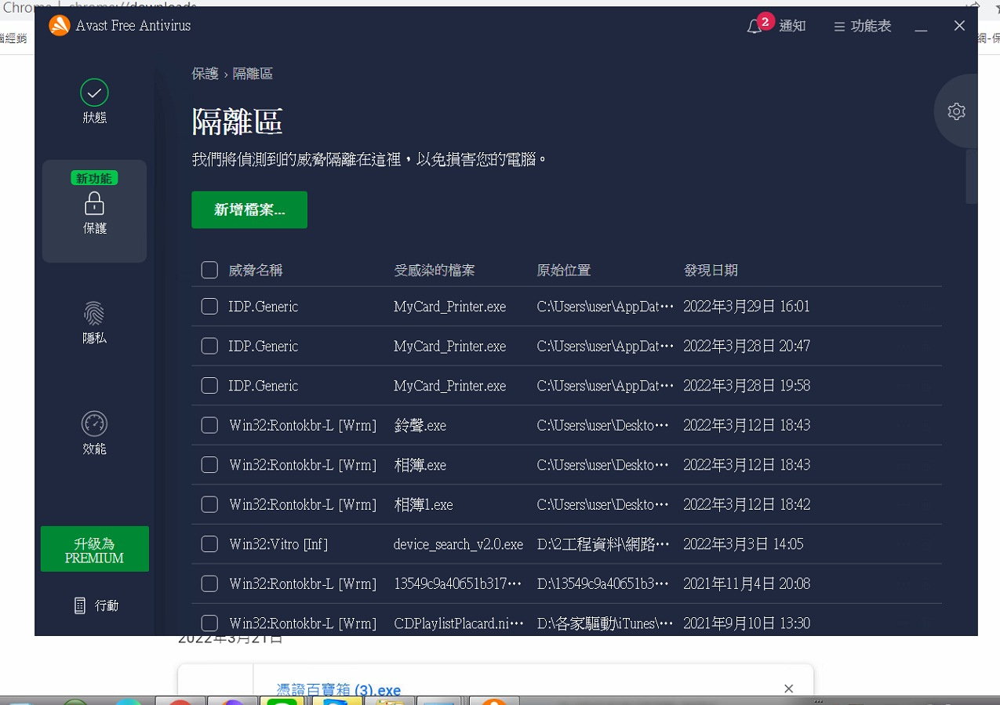 Chrome | chrome://downloads
腦經銷
網-保
Avast Free Antivirus
2
通知
功能表
狀態
新功能
保護
隱私
效能
升級為
PREMIUM
行動
保護 › 隔離區
隔離區
我們將偵測到的威脅隔離在這裡，以免損害您的電腦。
新增檔案...
威脅名稱 受感染的檔案 原始位置 發現日期
IDP.Generic MyCard_Printer.exe C:\Users\user\AppDat… 2022年3月29日 16:01
IDP.Generic MyCard_Printer.exe C:\Users\user\AppDat… 2022年3月28日 20:47
IDP.Generic MyCard_Printer.exe C:\Users\user\AppDat… 2022年3月28日 19:58
Win32:Rontokbr-L [Wrm] 鈴聲.exe C:\Users\user\Deskto… 2022年3月12日 18:43
Win32:Rontokbr-L [Wrm] 相簿.exe C:\Users\user\Deskto… 2022年3月12日 18:43
Win32:Rontokbr-L [Wrm] 相簿1.exe C:\Users\user\Deskto… 2022年3月12日 18:42
Win32:Vitro [Inf] device_search_v2.0.exe D:\2工程資料\網路… 2022年3月3日 14:05
Win32:Rontokbr-L [Wrm] 13549c9a40651b317… D:\13549c9a40651b3… 2021年11月4日 20:08
Win32:Rontokbr-L [Wrm] CDPlaylistPlacard.ni… D:\各家驅動\iTunes\… 2021年9月10日 13:30
2022年3月21日
憑證百寶箱 (3).exe